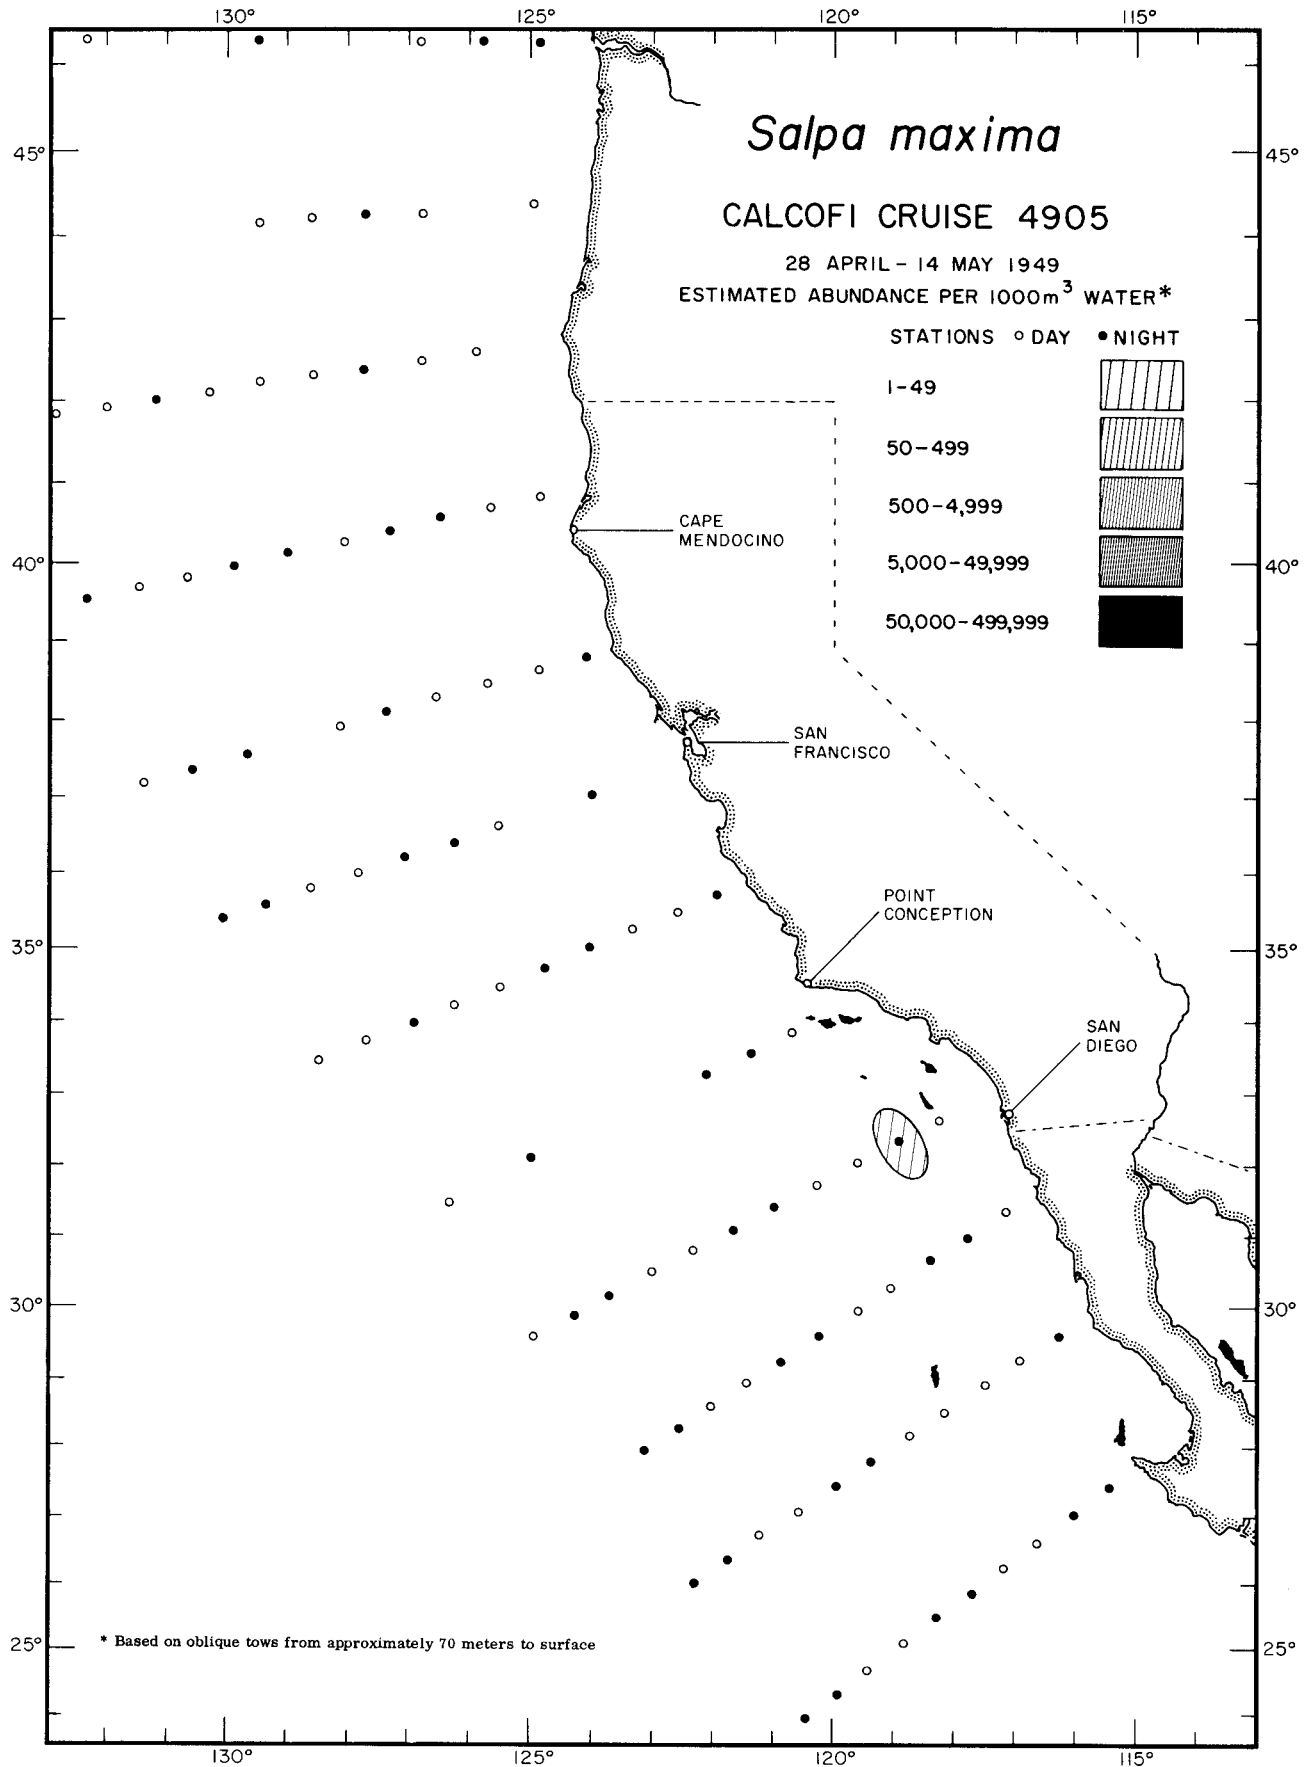 130° 125° 120° 115°
45° 45°
Salpa maxima
CALCOFI CRUISE 4905
28 APRIL – 14 MAY 1949
ESTIMATED ABUNDANCE PER 1000m³ WATER*
STATIONS ○ DAY ● NIGHT
1–49
50–499
500–4,999
5,000–49,999
50,000–499,999
CAPE
MENDOCINO
40° 40°
SAN
FRANCISCO
POINT
CONCEPTION
35° 35°
SAN
DIEGO
30° 30°
* Based on oblique tows from approximately 70 meters to surface
25° 25°
130° 125° 120° 115°